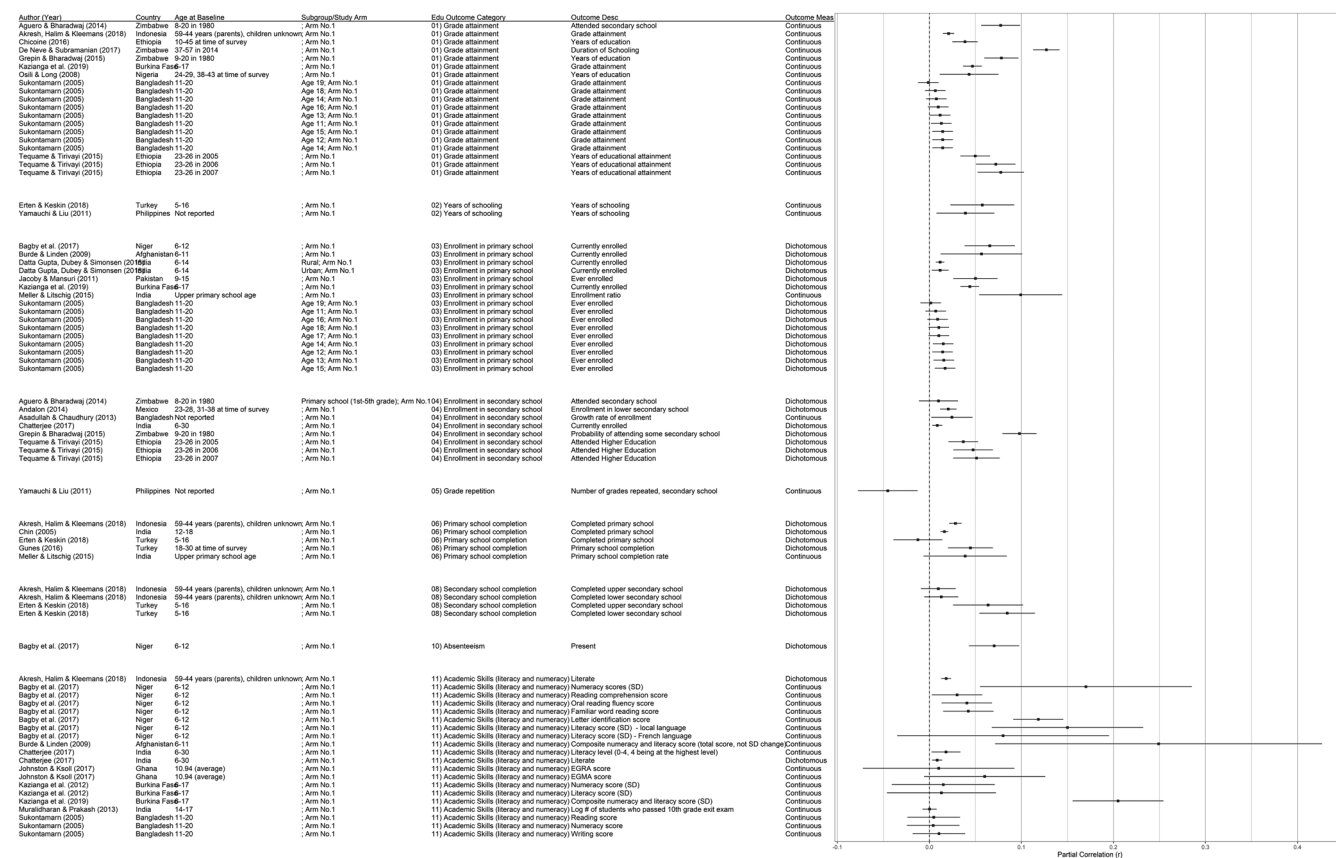 Author (Year) Country Age at Baseline Subgroup/Study Arm Edu Outcome Category Outcome Desc Outcome Meas
Aguero & Bharadwaj (2014) Zimbabwe 8-20 in 1980 ; Arm No.1 01) Grade attainment Attended secondary school Continuous
Akresh, Halim & Kleemans (2018) Indonesia 59-44 years (parents), children unknown; Arm No.1 01) Grade attainment Grade attainment Continuous
Chicoine (2016) Ethiopia 10-45 at time of survey ; Arm No.1 01) Grade attainment Years of education Continuous
De Neve & Subramanian (2017) Zimbabwe 37-57 in 2014 ; Arm No.1 01) Grade attainment Duration of Schooling Continuous
Grepin & Bharadwaj (2015) Zimbabwe 9-20 in 1980 ; Arm No.1 01) Grade attainment Years of education Continuous
Kazianga et al. (2019) Burkina Faso 6-17 ; Arm No.1 01) Grade attainment Grade attainment Continuous
Osili & Long (2008) Nigeria 24-29, 38-43 at time of survey ; Arm No.1 01) Grade attainment Years of education Continuous
Sukontamarn (2005) Bangladesh 11-20 Age 19; Arm No.1 01) Grade attainment Grade attainment Continuous
Sukontamarn (2005) Bangladesh 11-20 Age 18; Arm No.1 01) Grade attainment Grade attainment Continuous
Sukontamarn (2005) Bangladesh 11-20 Age 14; Arm No.1 01) Grade attainment Grade attainment Continuous
Sukontamarn (2005) Bangladesh 11-20 Age 16; Arm No.1 01) Grade attainment Grade attainment Continuous
Sukontamarn (2005) Bangladesh 11-20 Age 13; Arm No.1 01) Grade attainment Grade attainment Continuous
Sukontamarn (2005) Bangladesh 11-20 Age 11; Arm No.1 01) Grade attainment Grade attainment Continuous
Sukontamarn (2005) Bangladesh 11-20 Age 15; Arm No.1 01) Grade attainment Grade attainment Continuous
Sukontamarn (2005) Bangladesh 11-20 Age 12; Arm No.1 01) Grade attainment Grade attainment Continuous
Sukontamarn (2005) Bangladesh 11-20 Age 14; Arm No.1 01) Grade attainment Grade attainment Continuous
Tequame & Tirivayi (2015) Ethiopia 23-26 in 2005 ; Arm No.1 01) Grade attainment Years of educational attainment Continuous
Tequame & Tirivayi (2015) Ethiopia 23-26 in 2006 ; Arm No.1 01) Grade attainment Years of educational attainment Continuous
Tequame & Tirivayi (2015) Ethiopia 23-26 in 2007 ; Arm No.1 01) Grade attainment Years of educational attainment Continuous
Erten & Keskin (2018) Turkey 5-16 ; Arm No.1 02) Years of schooling Years of schooling Continuous
Yamauchi & Liu (2011) Philippines Not reported ; Arm No.1 02) Years of schooling Years of schooling Continuous
Bagby et al. (2017) Niger 6-12 ; Arm No.1 03) Enrollment in primary school Currently enrolled Dichotomous
Burde & Linden (2009) Afghanistan 6-11 ; Arm No.1 03) Enrollment in primary school Currently enrolled Dichotomous
Datta Gupta, Dubey & Simonsen (2018) India 6-14 Rural; Arm No.1 03) Enrollment in primary school Currently enrolled Dichotomous
Datta Gupta, Dubey & Simonsen (2018) India 6-14 Urban; Arm No.1 03) Enrollment in primary school Currently enrolled Dichotomous
Jacoby & Mansuri (2011) Pakistan 9-15 ; Arm No.1 03) Enrollment in primary school Ever enrolled Dichotomous
Kazianga et al. (2019) Burkina Faso 6-17 ; Arm No.1 03) Enrollment in primary school Currently enrolled Dichotomous
Meller & Litschig (2015) India Upper primary school age ; Arm No.1 03) Enrollment in primary school Enrollment ratio Continuous
Sukontamarn (2005) Bangladesh 11-20 Age 19; Arm No.1 03) Enrollment in primary school Ever enrolled Dichotomous
Sukontamarn (2005) Bangladesh 11-20 Age 11; Arm No.1 03) Enrollment in primary school Ever enrolled Dichotomous
Sukontamarn (2005) Bangladesh 11-20 Age 16; Arm No.1 03) Enrollment in primary school Ever enrolled Dichotomous
Sukontamarn (2005) Bangladesh 11-20 Age 18; Arm No.1 03) Enrollment in primary school Ever enrolled Dichotomous
Sukontamarn (2005) Bangladesh 11-20 Age 17; Arm No.1 03) Enrollment in primary school Ever enrolled Dichotomous
Sukontamarn (2005) Bangladesh 11-20 Age 14; Arm No.1 03) Enrollment in primary school Ever enrolled Dichotomous
Sukontamarn (2005) Bangladesh 11-20 Age 12; Arm No.1 03) Enrollment in primary school Ever enrolled Dichotomous
Sukontamarn (2005) Bangladesh 11-20 Age 13; Arm No.1 03) Enrollment in primary school Ever enrolled Dichotomous
Sukontamarn (2005) Bangladesh 11-20 Age 15; Arm No.1 03) Enrollment in primary school Ever enrolled Dichotomous
Aguero & Bharadwaj (2014) Zimbabwe 8-20 in 1980 Primary school (1st-5th grade); Arm No.1 04) Enrollment in secondary school Attended secondary school Dichotomous
Andalon (2014) Mexico 23-28, 31-38 at time of survey ; Arm No.1 04) Enrollment in secondary school Enrollment in lower secondary school Dichotomous
Asadullah & Chaudhury (2013) Bangladesh Not reported ; Arm No.1 04) Enrollment in secondary school Growth rate of enrollment Continuous
Chatterjee (2017) India 6-30 ; Arm No.1 04) Enrollment in secondary school Currently enrolled Dichotomous
Grepin & Bharadwaj (2015) Zimbabwe 9-20 in 1980 ; Arm No.1 04) Enrollment in secondary school Probability of attending some secondary school Dichotomous
Tequame & Tirivayi (2015) Ethiopia 23-26 in 2005 ; Arm No.1 04) Enrollment in secondary school Attended Higher Education Dichotomous
Tequame & Tirivayi (2015) Ethiopia 23-26 in 2006 ; Arm No.1 04) Enrollment in secondary school Attended Higher Education Dichotomous
Tequame & Tirivayi (2015) Ethiopia 23-26 in 2007 ; Arm No.1 04) Enrollment in secondary school Attended Higher Education Dichotomous
Yamauchi & Liu (2011) Philippines Not reported ; Arm No.1 05) Grade repetition Number of grades repeated, secondary school Continuous
Akresh, Halim & Kleemans (2018) Indonesia 59-44 years (parents), children unknown; Arm No.1 06) Primary school completion Completed primary school Dichotomous
Chin (2005) India 12-18 ; Arm No.1 06) Primary school completion Completed primary school Dichotomous
Erten & Keskin (2018) Turkey 5-16 ; Arm No.1 06) Primary school completion Completed primary school Dichotomous
Gunes (2016) Turkey 18-30 at time of survey ; Arm No.1 06) Primary school completion Primary school completion Dichotomous
Meller & Litschig (2015) India Upper primary school age ; Arm No.1 06) Primary school completion Primary school completion rate Continuous
Akresh, Halim & Kleemans (2018) Indonesia 59-44 years (parents), children unknown; Arm No.1 08) Secondary school completion Completed upper secondary school Dichotomous
Akresh, Halim & Kleemans (2018) Indonesia 59-44 years (parents), children unknown; Arm No.1 08) Secondary school completion Completed lower secondary school Dichotomous
Erten & Keskin (2018) Turkey 5-16 ; Arm No.1 08) Secondary school completion Completed upper secondary school Dichotomous
Erten & Keskin (2018) Turkey 5-16 ; Arm No.1 08) Secondary school completion Completed lower secondary school Dichotomous
Bagby et al. (2017) Niger 6-12 ; Arm No.1 10) Absenteeism Present Dichotomous
Akresh, Halim & Kleemans (2018) Indonesia 59-44 years (parents), children unknown; Arm No.1 11) Academic Skills (literacy and numeracy) Literate Dichotomous
Bagby et al. (2017) Niger 6-12 ; Arm No.1 11) Academic Skills (literacy and numeracy) Numeracy scores (SD) Continuous
Bagby et al. (2017) Niger 6-12 ; Arm No.1 11) Academic Skills (literacy and numeracy) Reading comprehension score Continuous
Bagby et al. (2017) Niger 6-12 ; Arm No.1 11) Academic Skills (literacy and numeracy) Oral reading fluency score Continuous
Bagby et al. (2017) Niger 6-12 ; Arm No.1 11) Academic Skills (literacy and numeracy) Familiar word reading score Continuous
Bagby et al. (2017) Niger 6-12 ; Arm No.1 11) Academic Skills (literacy and numeracy) Letter identification score Continuous
Bagby et al. (2017) Niger 6-12 ; Arm No.1 11) Academic Skills (literacy and numeracy) Literacy score (SD) - local language Continuous
Bagby et al. (2017) Niger 6-12 ; Arm No.1 11) Academic Skills (literacy and numeracy) Literacy score (SD) - French language Continuous
Burde & Linden (2009) Afghanistan 6-11 ; Arm No.1 11) Academic Skills (literacy and numeracy) Composite numeracy and literacy score (total score, not SD change) Continuous
Chatterjee (2017) India 6-30 ; Arm No.1 11) Academic Skills (literacy and numeracy) Literacy level (0-4, 4 being at the highest level) Continuous
Chatterjee (2017) India 6-30 ; Arm No.1 11) Academic Skills (literacy and numeracy) Literate Dichotomous
Johnston & Ksoll (2017) Ghana 10.94 (average) ; Arm No.1 11) Academic Skills (literacy and numeracy) EGRA score Continuous
Johnston & Ksoll (2017) Ghana 10.94 (average) ; Arm No.1 11) Academic Skills (literacy and numeracy) EGMA score Continuous
Kazianga et al. (2012) Burkina Faso 6-17 ; Arm No.1 11) Academic Skills (literacy and numeracy) Numeracy score (SD) Continuous
Kazianga et al. (2012) Burkina Faso 6-17 ; Arm No.1 11) Academic Skills (literacy and numeracy) Literacy score (SD) Continuous
Kazianga et al. (2019) Burkina Faso 6-17 ; Arm No.1 11) Academic Skills (literacy and numeracy) Composite numeracy and literacy score (SD) Continuous
Muralidharan & Prakash (2013) India 14-17 ; Arm No.1 11) Academic Skills (literacy and numeracy) Log # of students who passed 10th grade exit exam Continuous
Sukontamarn (2005) Bangladesh 11-20 ; Arm No.1 11) Academic Skills (literacy and numeracy) Reading score Continuous
Sukontamarn (2005) Bangladesh 11-20 ; Arm No.1 11) Academic Skills (literacy and numeracy) Numeracy score Continuous
Sukontamarn (2005) Bangladesh 11-20 ; Arm No.1 11) Academic Skills (literacy and numeracy) Writing score Continuous
-0.1 0.0 0.1 0.2 0.3 0.4
Partial Correlation (r)